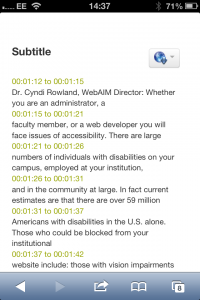 EE 14:37 71%
Subtitle
00:01:12 to 00:01:15
Dr. Cyndi Rowland, WebAIM Director: Whether
you are an administrator, a
00:01:15 to 00:01:21
faculty member, or a web developer you will
face issues of accessibility. There are large
00:01:21 to 00:01:26
numbers of individuals with disabilities on your
campus, employed at your institution,
00:01:26 to 00:01:31
and in the community at large. In fact current
estimates are that there are over 59 million
00:01:31 to 00:01:37
Americans with disabilities in the U.S. alone.
Those who could be blocked from your
institutional
00:01:37 to 00:01:42
website include: those with vision impairments
8